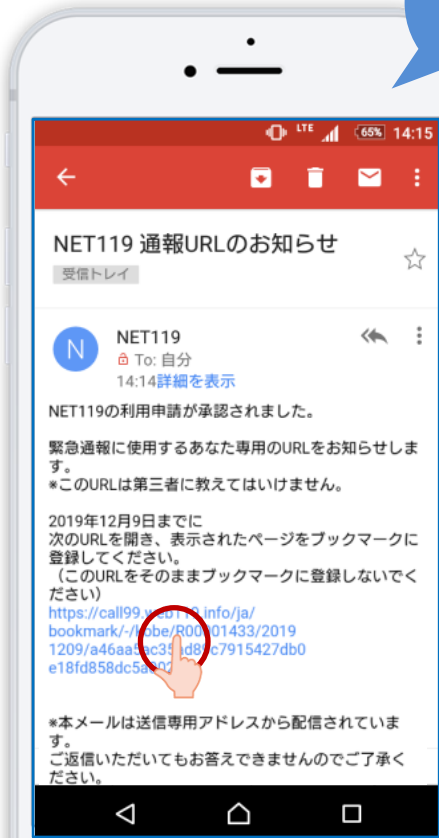 LTE 65% 14:15
NET119 通報URLのお知らせ
受信トレイ
N
NET119
To: 自分
14:14詳細を表示
NET119の利用申請が承認されました。
緊急通報に使用するあなた専用のURLをお知らせしま
す。
*このURLは第三者に教えてはいけません。
2019年12月9日までに
次のURLを開き、表示されたページをブックマークに
登録してください。
（このURLをそのままブックマークに登録しないでく
ださい）
https://call99.web119.info/ja/
bookmark/-/kobe/R00001433/2019
1209/a46aa5ac35ad89c7915427db0
e18fd858dc5a
*本メールは送信専用アドレスから配信されていま
す。
ご返信いただいてもお答えできませんのでご了承く
ださい。